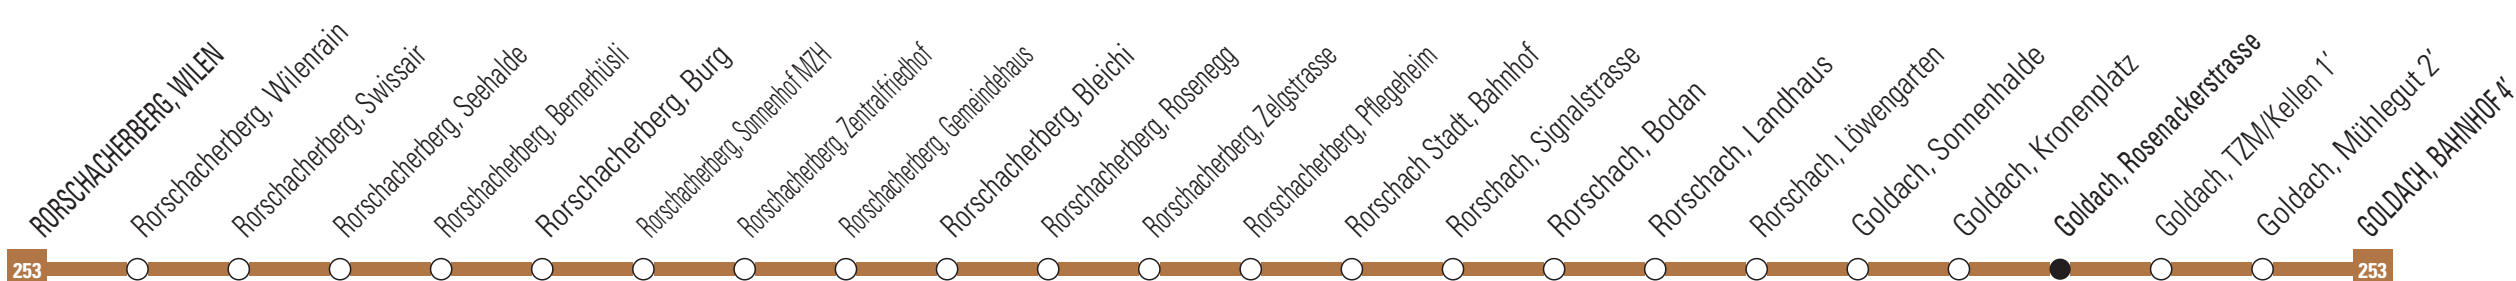 RORSCHACHERBERG, WILEN
Rorschacherberg, Wilenrain
Rorschacherberg, Swissair
Rorschacherberg, Seehalde
Rorschacherberg, Bernerhüsli
Rorschacherberg, Burg
Rorschacherberg, Sonnenhof MZH
Rorschacherberg, Zentralfriedhof
Rorschacherberg, Gemeindehaus
Rorschacherberg, Bleichi
Rorschacherberg, Rosenegg
Rorschacherberg, Zelgstrasse
Rorschacherberg, Pflegeheim
Rorschach Stadt, Bahnhof
Rorschach, Signalstrasse
Rorschach, Bodan
Rorschach, Landhaus
Rorschach, Löwengarten
Goldach, Sonnenhalde
Goldach, Kronenplatz
Goldach, Rosenackerstrasse
Goldach, TZM/Kellen 1'
Goldach, Mühlegut 2'
GOLDACH, BAHNHOF 4'
253
253